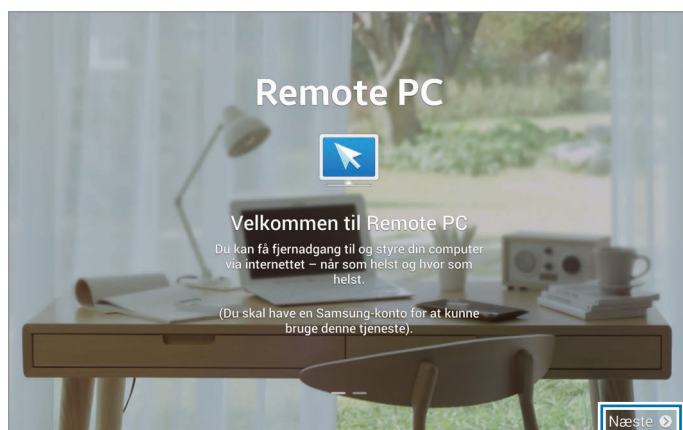 Remote PC
Velkommen til Remote PC
Du kan få fjernadgang til og styre din computer
via internettet – når som helst og hvor som
helst.
(Du skal have en Samsung-konto for at kunne
bruge denne tjeneste).
Næste